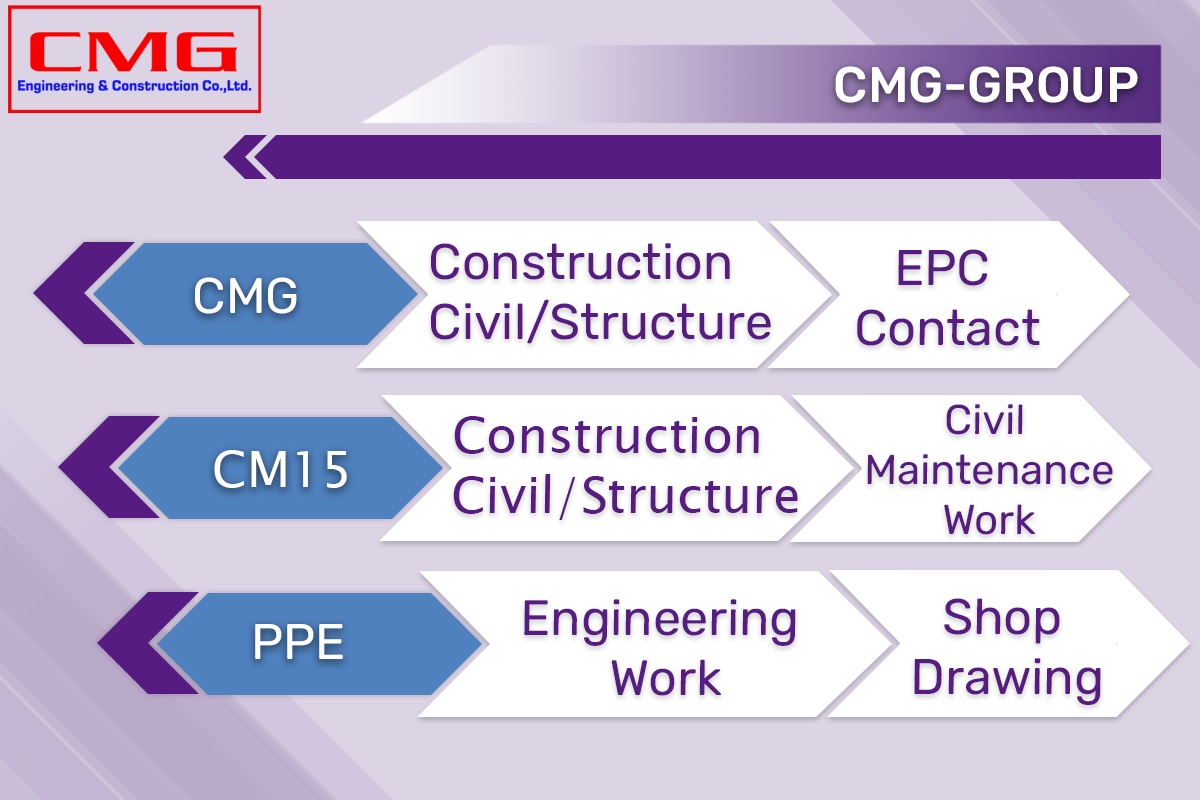 CMG
Engineering & Construction Co.,Ltd.
CMG-GROUP
CMG
Construction
Civil/Structure
EPC
Contact
CM15
Construction
Civil/Structure
Civil
Maintenance
Work
PPE
Engineering
Work
Shop
Drawing